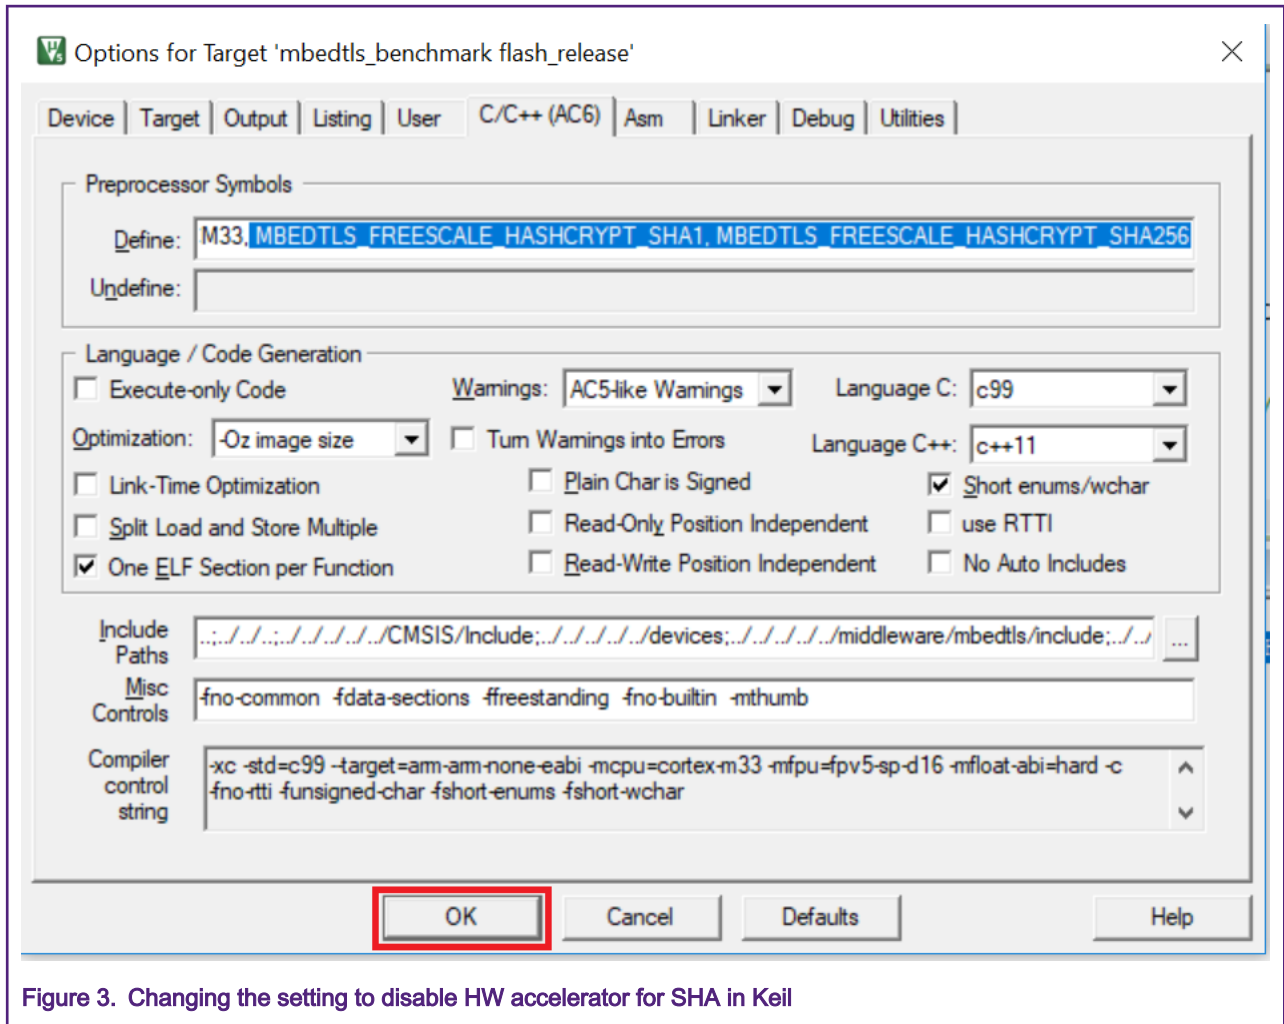 Options for Target 'mbedtls_benchmark flash_release'
Device Target Output Listing User C/C++ (AC6) Asm Linker Debug Utilities
Preprocessor Symbols
Define: M33, MBEDTLS_FREESCALE_HASHCRYPT_SHA1, MBEDTLS_FREESCALE_HASHCRYPT_SHA256
Undefine:
Language / Code Generation
Execute-only Code Warnings: AC5-like Warnings Language C: c99
Optimization: -Oz image size Turn Warnings into Errors Language C++: c++11
Link-Time Optimization Plain Char is Signed Short enums/wchar
Split Load and Store Multiple Read-Only Position Independent use RTTI
One ELF Section per Function Read-Write Position Independent No Auto Includes
Include Paths ..;../../..;../../../../../CMSIS/Include;../../../../../devices;../../../../../middleware/mbedtls/include;../../ ...
Misc Controls -fno-common -fdata-sections -ffreestanding -fno-builtin -mthumb
Compiler control string -xc -std=c99 --target=arm-arm-none-eabi -mcpu=cortex-m33 -mfpu=fpv5-sp-d16 -mfloat-abi=hard -c
-fno-rtti -funsigned-char -fshort-enums -fshort-wchar
OK Cancel Defaults Help
Figure 3. Changing the setting to disable HW accelerator for SHA in Keil